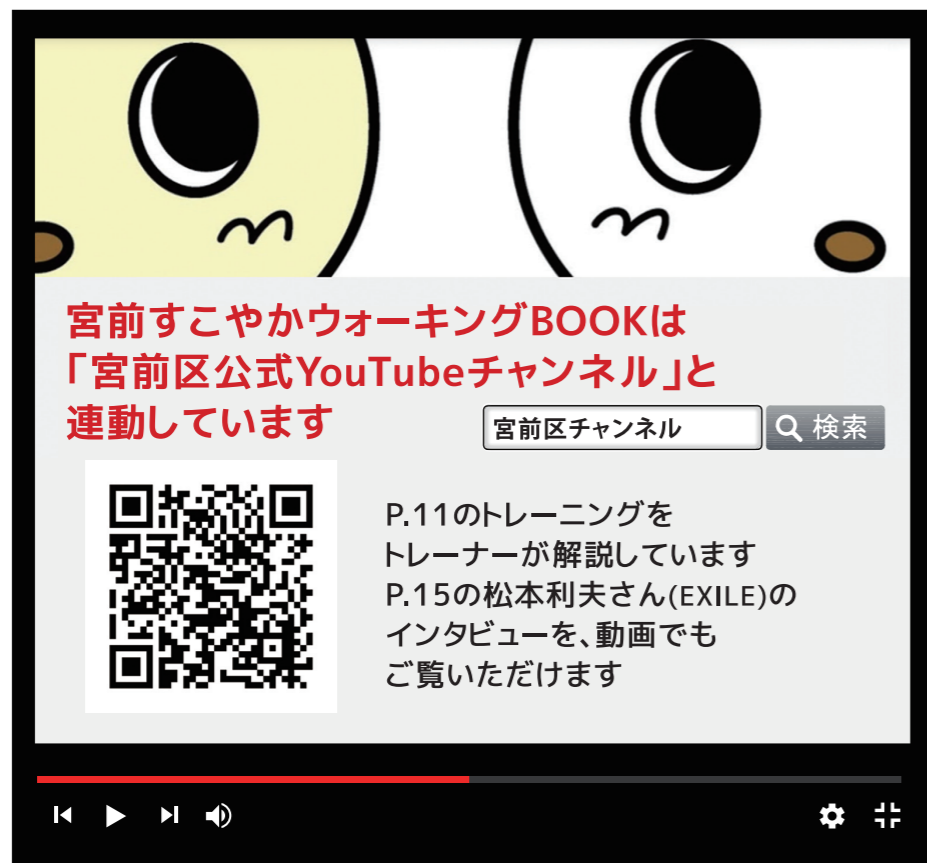 宮前すこやかウォーキングBOOKは
「宮前区公式YouTubeチャンネル」と
連動しています
宮前区チャンネル 検索
P.11のトレーニングを
トレーナーが解説しています
P.15の松本利夫さん(EXILE)の
インタビューを、動画でも
ご覧いただけます